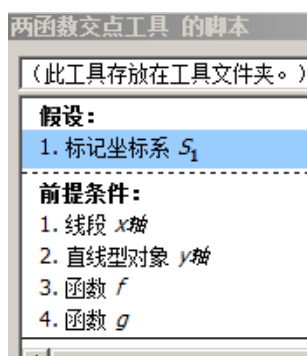 两函数交点工具 的脚本
（此工具存放在工具文件夹。）
假设：
1. 标记坐标系 S₁
前提条件：
1. 线段 x轴
2. 直线型对象 y轴
3. 函数 f
4. 函数 g